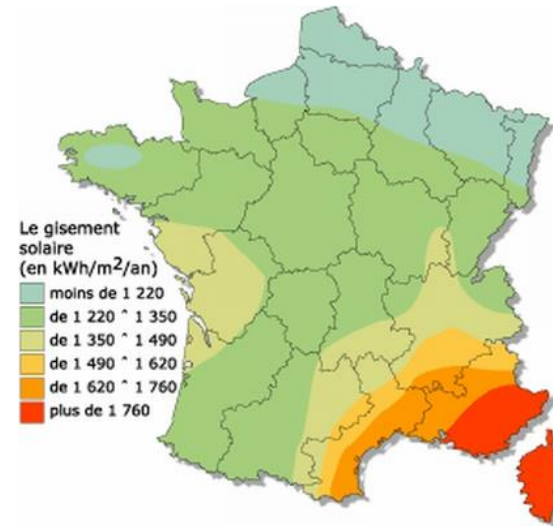 Le gisement
solaire
(en kWh/m2/an)
moins de 1 220
de 1 220 ^ 1 350
de 1 350 ^ 1 490
de 1 490 ^ 1 620
de 1 620 ^ 1 760
plus de 1 760